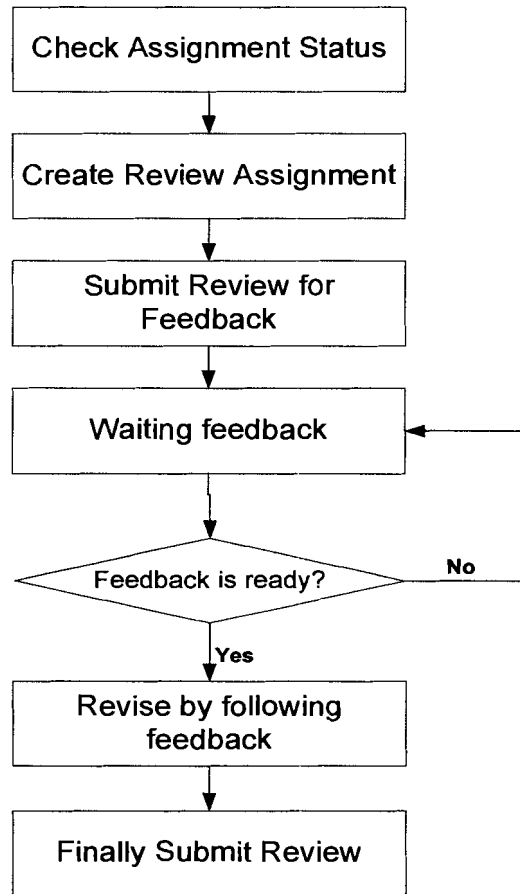 Check Assignment Status
Create Review Assignment
Submit Review for
Feedback
Waiting feedback
Feedback is ready?
No
Yes
Revise by following
feedback
Finally Submit Review